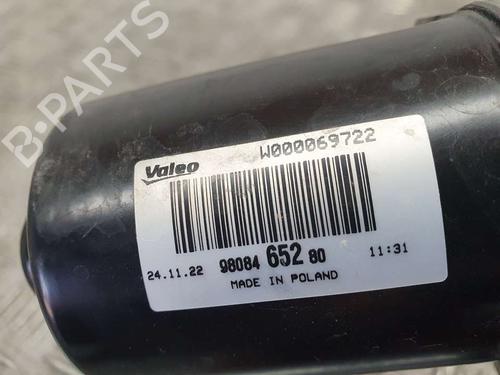 B-PARTS
Valeo
W000069722
24.11.22 98084 652 80 11:31
MADE IN POLAND